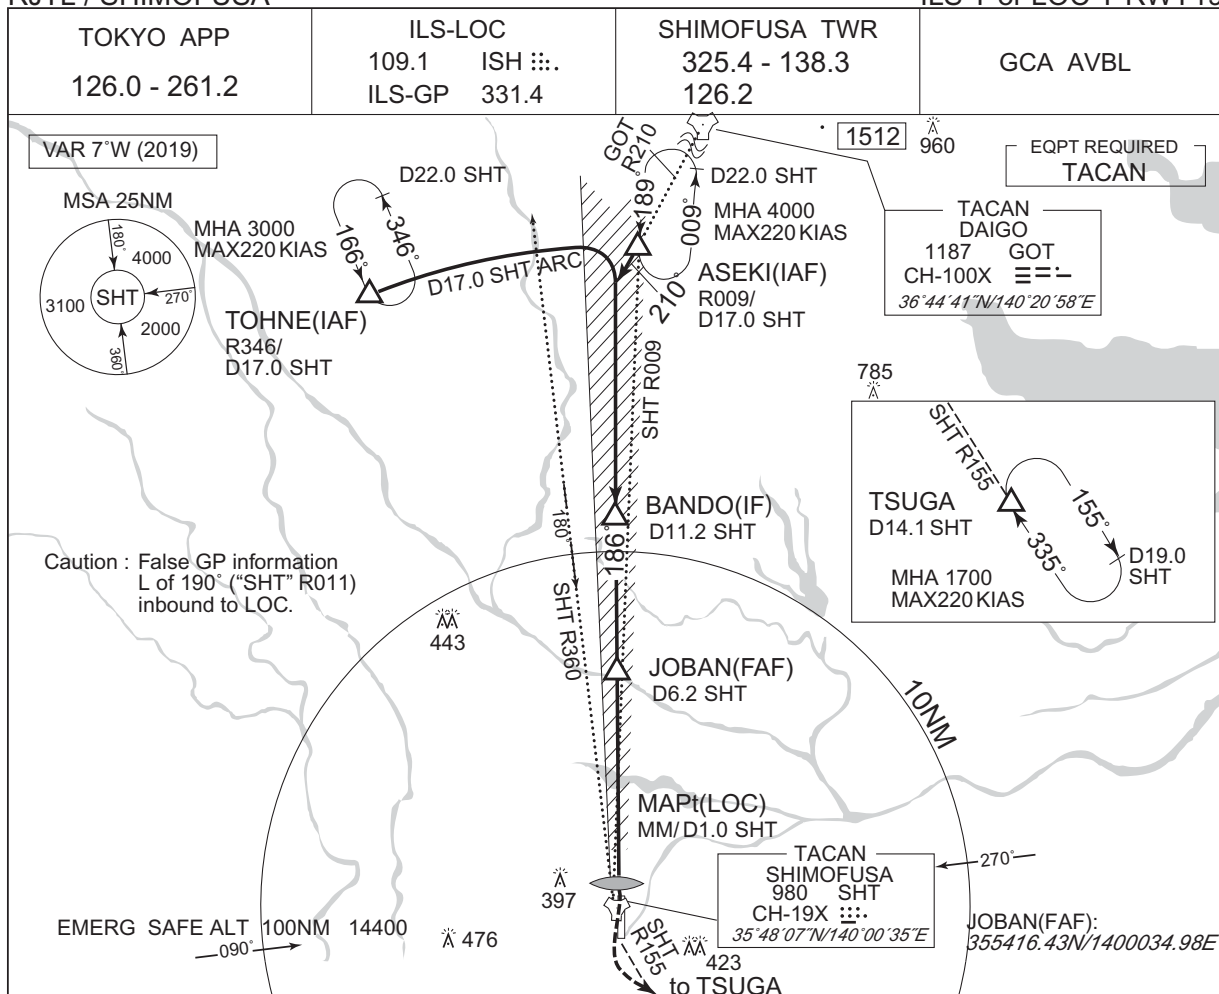 TOKYO APP
126.0 - 261.2
ILS-LOC
109.1 ISH
ILS-GP 331.4
SHIMOFUSA TWR
325.4 - 138.3
126.2
GCA AVBL
VAR 7°W (2019)
MSA 25NM
180°
4000
SHT
270°
3100
2000
360°
MHA 3000
MAX220 KIAS
D22.0 SHT
166°
346°
TOHNE(IAF)
R346/
D17.0 SHT
D17.0 SHT ARC
GOT
R210
189°
009°
D22.0 SHT
MHA 4000
MAX220 KIAS
ASEKI(IAF)
R009/
D17.0 SHT
210°
SHT R009
1512
960
EQPT REQUIRED
TACAN
TACAN
DAIGO
1187 GOT
CH-100X
36°44′41″N/140°20′58″E
785
SHT R155
TSUGA
D14.1 SHT
155°
335°
D19.0
SHT
MHA 1700
MAX220 KIAS
BANDO(IF)
D11.2 SHT
186°
180°
SHT R360
Caution : False GP information
L of 190° (“SHT” R011)
inbound to LOC.
443
JOBAN(FAF)
D6.2 SHT
10NM
MAPt(LOC)
MM/D1.0 SHT
TACAN
SHIMOFUSA
980 SHT
CH-19X
35°48′07″N/140°00′35″E
270°
397
EMERG SAFE ALT 100NM 14400
090°
476
SHT
R155
423
to TSUGA
JOBAN(FAF):
355416.43N/1400034.98E